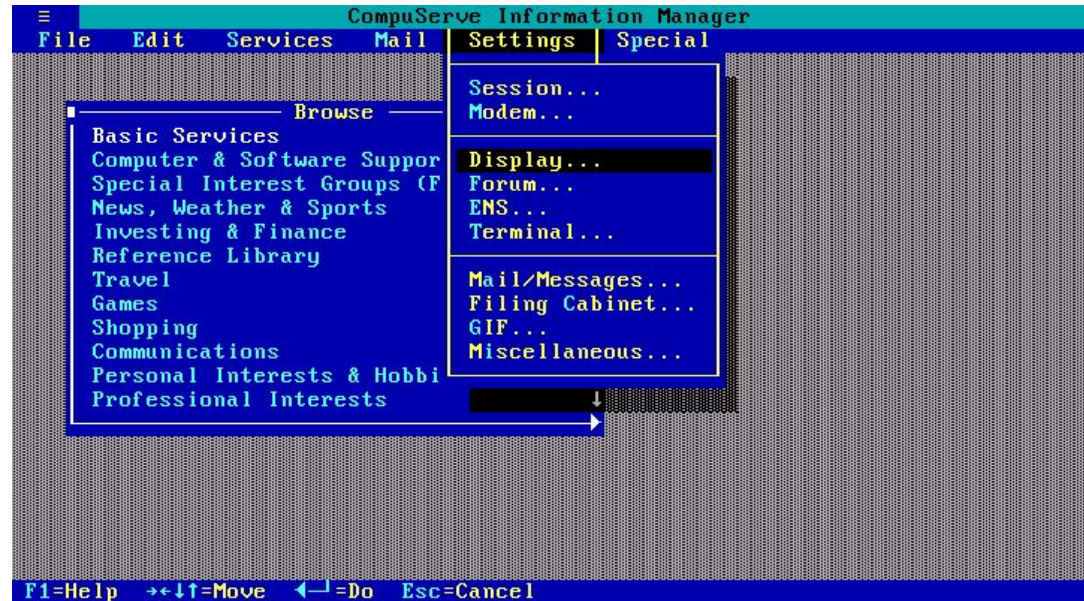 ≡ CompuServe Information Manager
File Edit Services Mail Settings Special
Browse
Basic Services
Computer & Software Suppor
Special Interest Groups (F
News, Weather & Sports
Investing & Finance
Reference Library
Travel
Games
Shopping
Communications
Personal Interests & Hobbi
Professional Interests
Session...
Modem...
Display...
Forum...
ENS...
Terminal...
Mail/Messages...
Filing Cabinet...
GIF...
Miscellaneous...
F1=Help →←↓↑=Move ◄─┘=Do Esc=Cancel